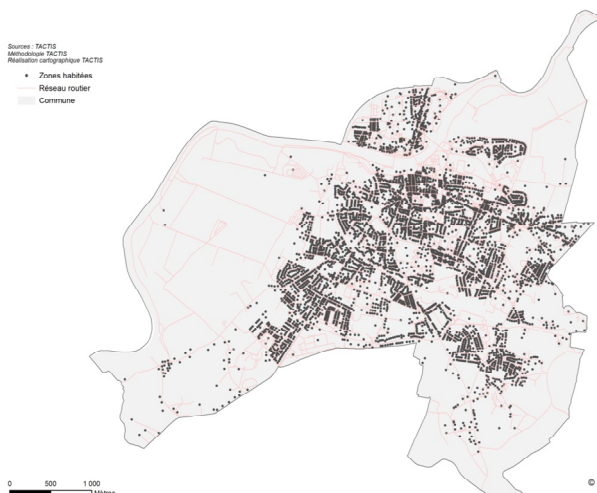 Sources : TACTIS
Méthodologie TACTIS
Réalisation cartographique TACTIS
Zones habitées
Réseau routier
Commune
0 500 1 000
Mètres
©